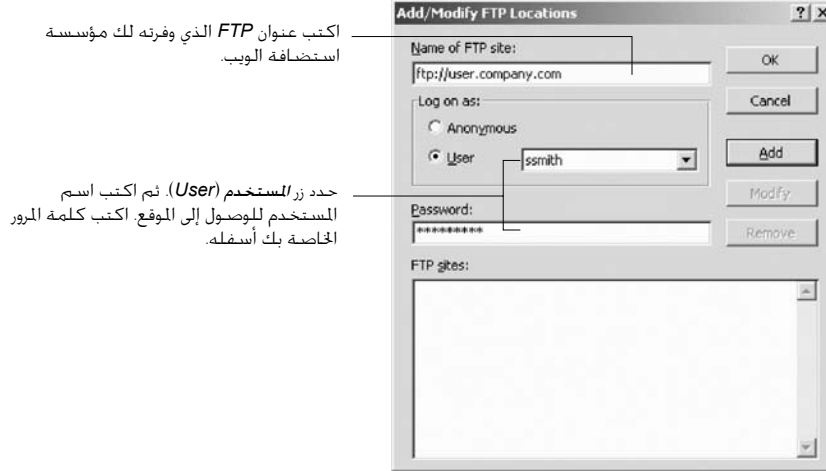 اكتب عنوان FTP الذي وفرته لك مؤسسة
استضافة الويب.
حدد زر المستخدم (User). ثم اكتب اسم
المستخدم للوصول إلى الموقع. اكتب كلمة المرور
الخاصة بك أسفله.
Add/Modify FTP Locations
Name of FTP site:
ftp://user.company.com
OK
Log on as:
Cancel
Anonymous
User
ssmith
Add
Modify
Password:
*********
Remove
FTP sites: